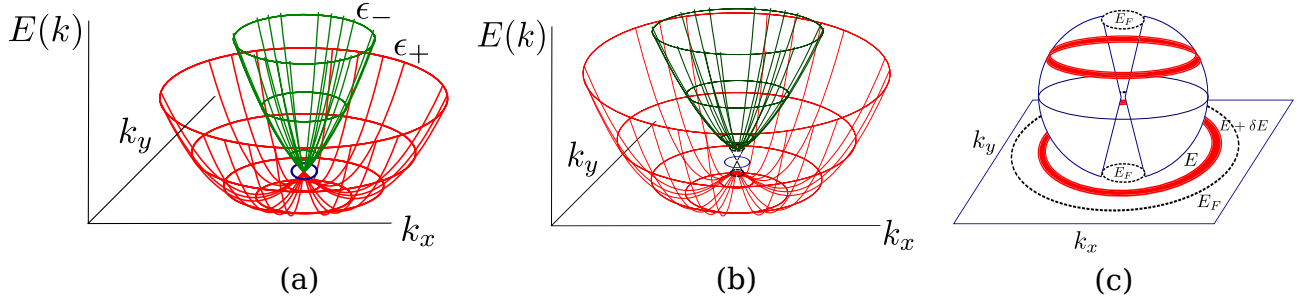 E(k)
ϵ−
ϵ+
k_y
k_x
(a)
E(k)
k_y
k_x
(b)
E_F
k_y
E + δE
E
E_F
E_F
k_x
(c)